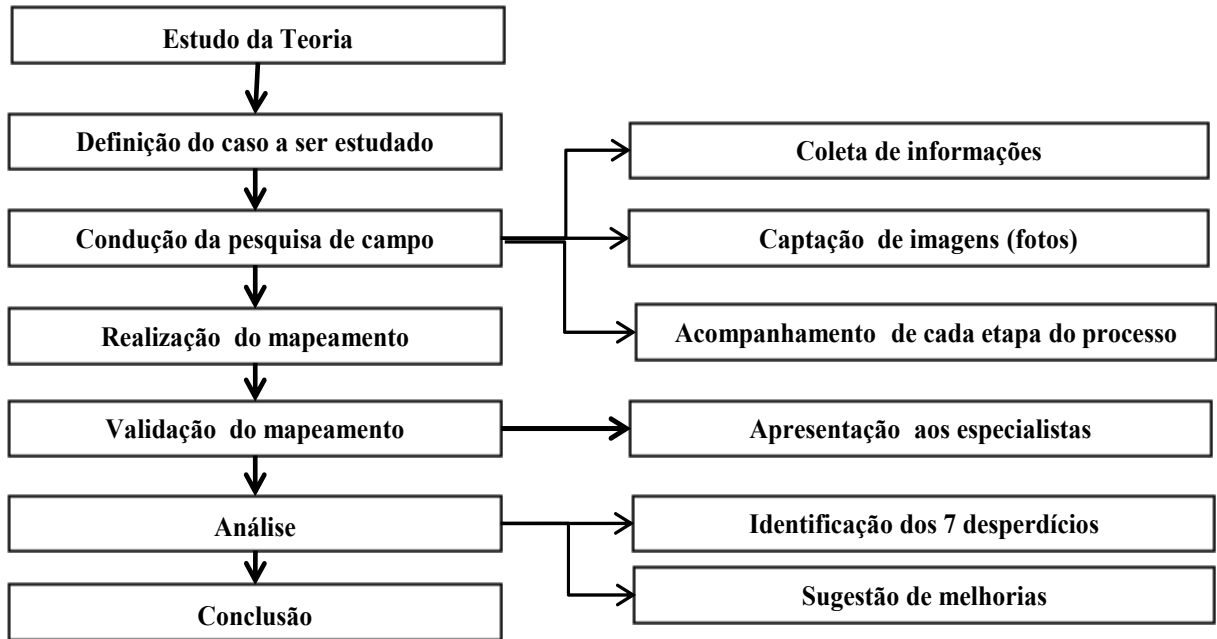 Estudo da Teoria
Definição do caso a ser estudado
Coleta de informações
Condução da pesquisa de campo
Captação de imagens (fotos)
Realização do mapeamento
Acompanhamento de cada etapa do processo
Validação do mapeamento
Apresentação aos especialistas
Análise
Identificação dos 7 desperdícios
Conclusão
Sugestão de melhorias